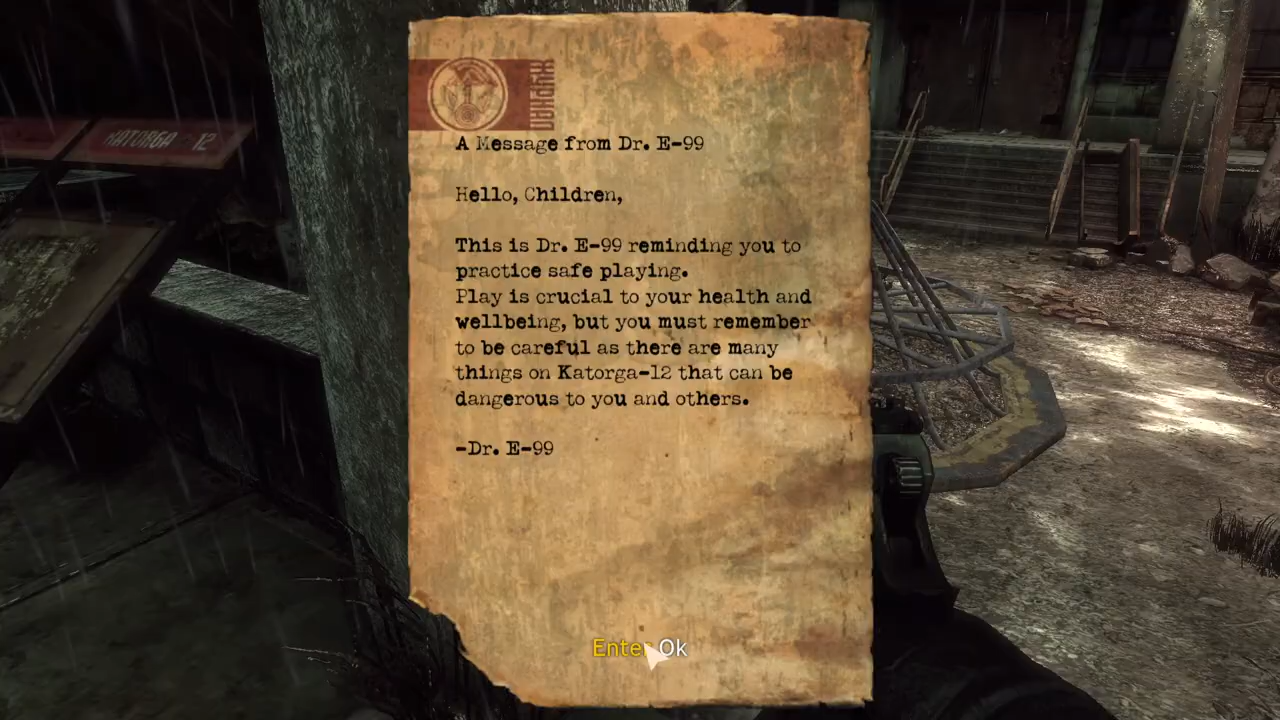 KATORGA - 12
A Message from Dr. E-99
Hello, Children,
This is Dr. E-99 reminding you to
practice safe playing.
Play is crucial to your health and
wellbeing, but you must remember
to be careful as there are many
things on Katorga-12 that can be
dangerous to you and others.
-Dr. E-99
Enter Ok